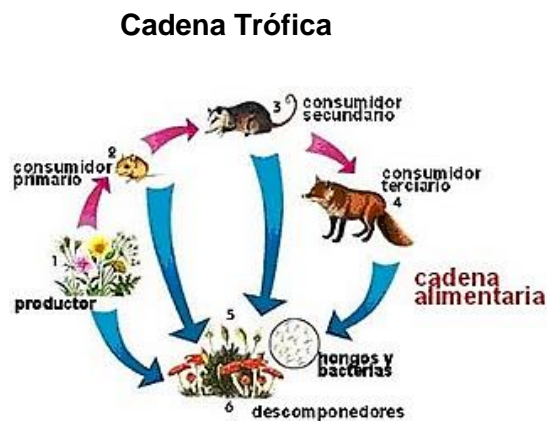 Cadena Trófica
3 consumidor
secundario
2
consumidor
primario
consumidor
terciario
4
1
productor
cadena
alimentaria
5
hongos y
bacterias
6
descomponedores